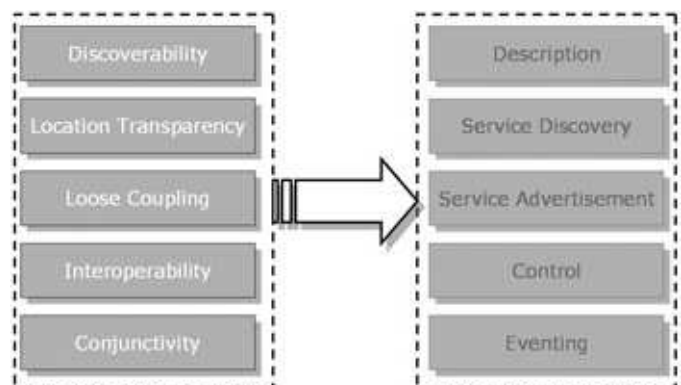 Discoverability
Location Transparency
Loose Coupling
Interoperability
Conjunctivity
Description
Service Discovery
Service Advertisement
Control
Eventing